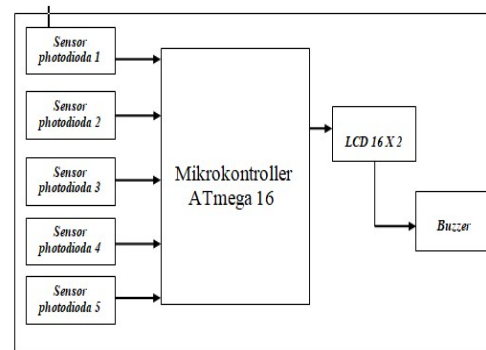 Sensor
photodioda 1
Sensor
photodioda 2
Sensor
photodioda 3
Sensor
photodioda 4
Sensor
photodioda 5
Mikrokontroller
ATmega 16
LCD 16 X 2
Buzzer